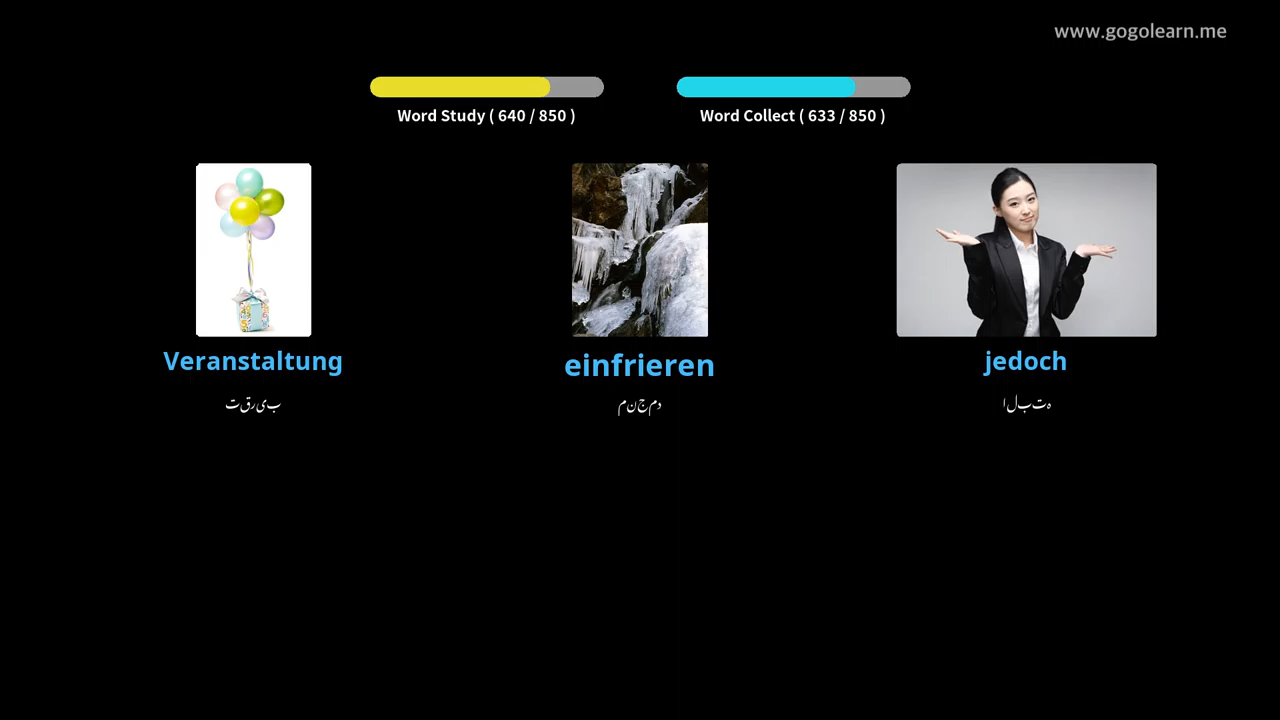 www.gogolearn.me
Word Study ( 640 / 850 )
Word Collect ( 633 / 850 )
Veranstaltung
einfrieren
jedoch
تقریب
منجمد
البتہ